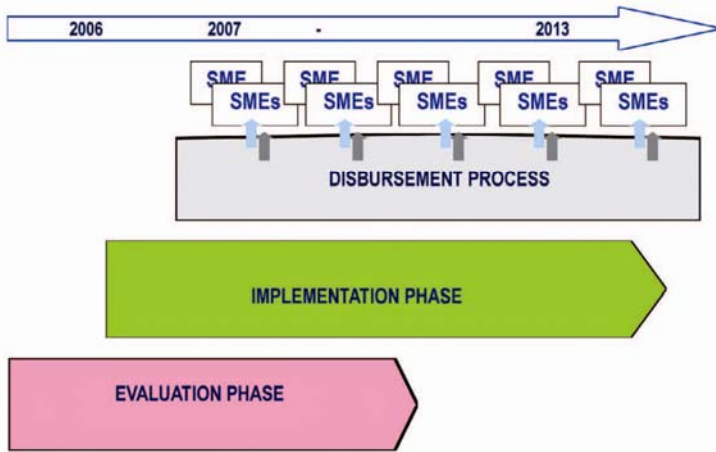 2006 2007 - 2013
SME SME SME SME SME
SMEs SMEs SMEs SMEs SMEs
DISBURSEMENT PROCESS
IMPLEMENTATION PHASE
EVALUATION PHASE